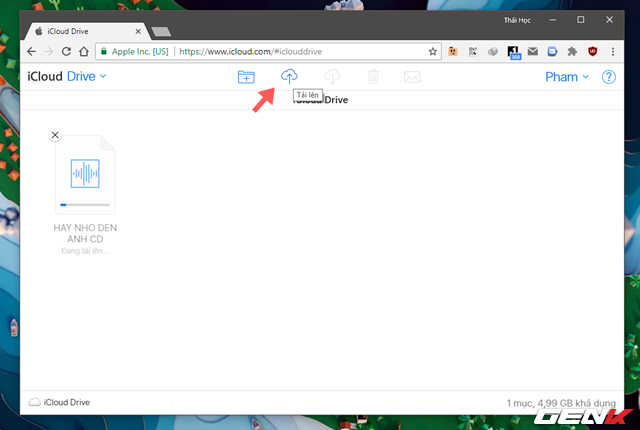 Thái Học
iCloud Drive
Apple Inc. [US] https://www.icloud.com/#iclouddrive
iCloud Drive
Pham
Tải lên
iCloud Drive
HAY NHO DEN
ANH CD
Đang tải lên...
iCloud Drive
1 mục, 4,99 GB khả dụng
GENK